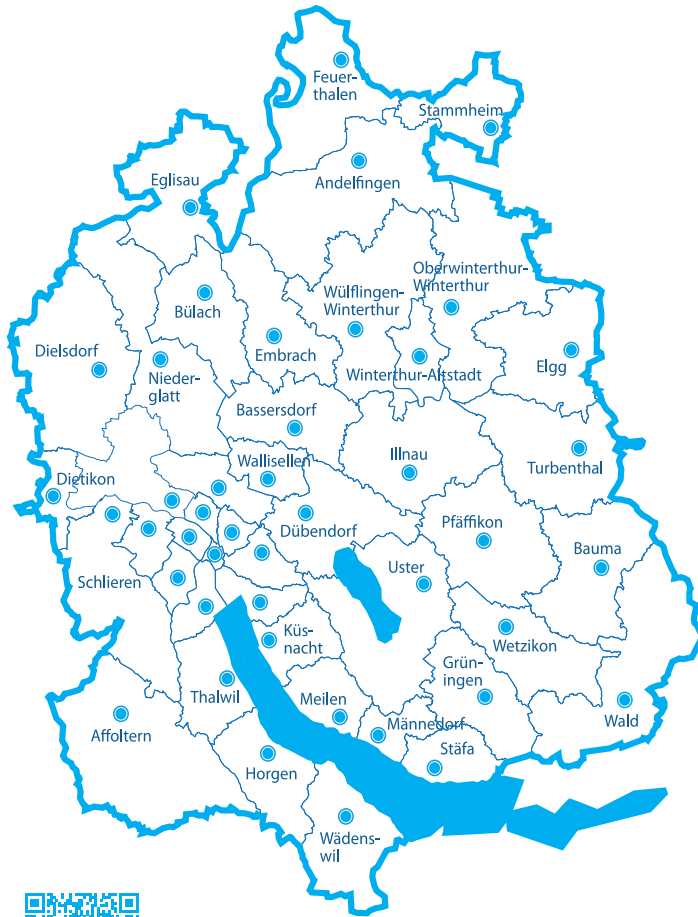 Feuer-
thalen
Stammheim
Andelfingen
Eglisau
Oberwinterthur-
Winterthur
Wülflingen-
Winterthur
Bülach
Embrach
Dielsdorf
Nieder-
glatt
Winterthur-Altstadt
Elgg
Bassersdorf
Wallisellen
Illnau
Turbenthal
Dietikon
Dübendorf
Pfäffikon
Bauma
Uster
Schlieren
Küs-
nacht
Wetzikon
Grü​n-
ingen
Thalwil
Meilen
Männedorf
Wald
Affoltern
Stäfa
Horgen
Wädens-
wil